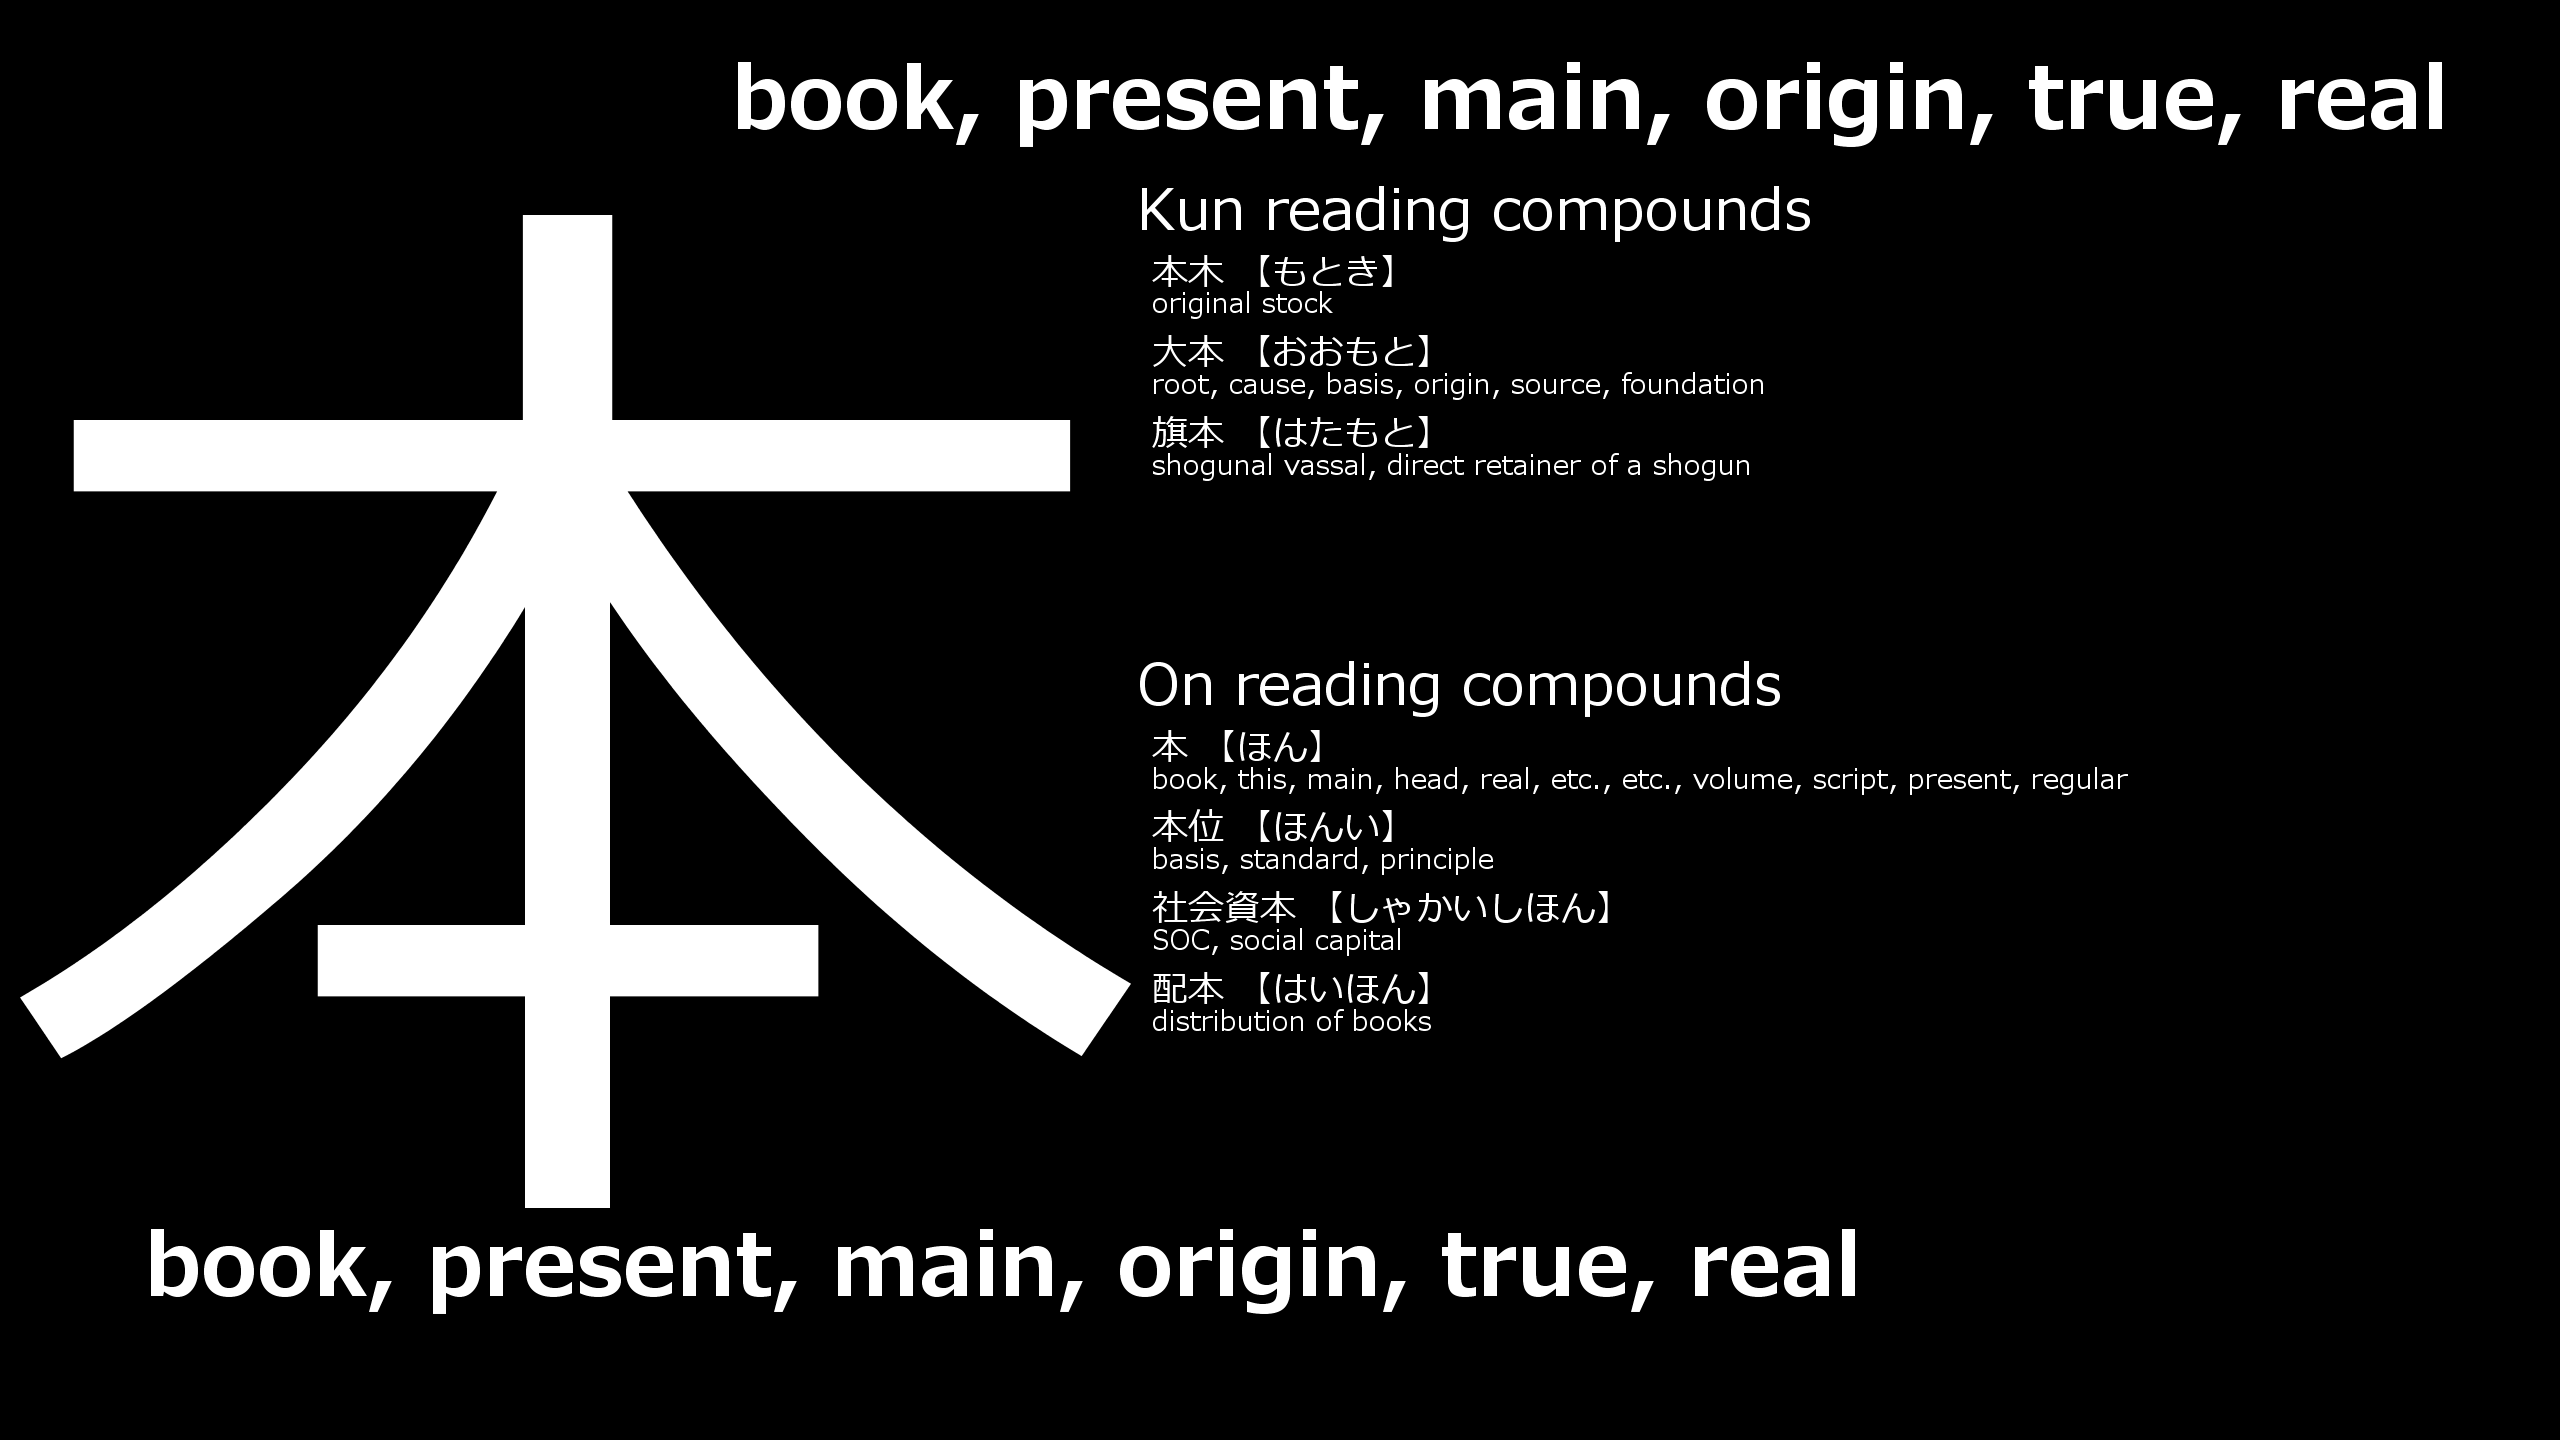 book, present, main, origin, true, real
本
Kun reading compounds
本木 【もとき】
original stock
大本 【おおもと】
root, cause, basis, origin, source, foundation
旗本 【はたもと】
shogunal vassal, direct retainer of a shogun
On reading compounds
本 【ほん】
book, this, main, head, real, etc., etc., volume, script, present, regular
本位 【ほんい】
basis, standard, principle
社会資本 【しゃかいしほん】
SOC, social capital
配本 【はいほん】
distribution of books
book, present, main, origin, true, real